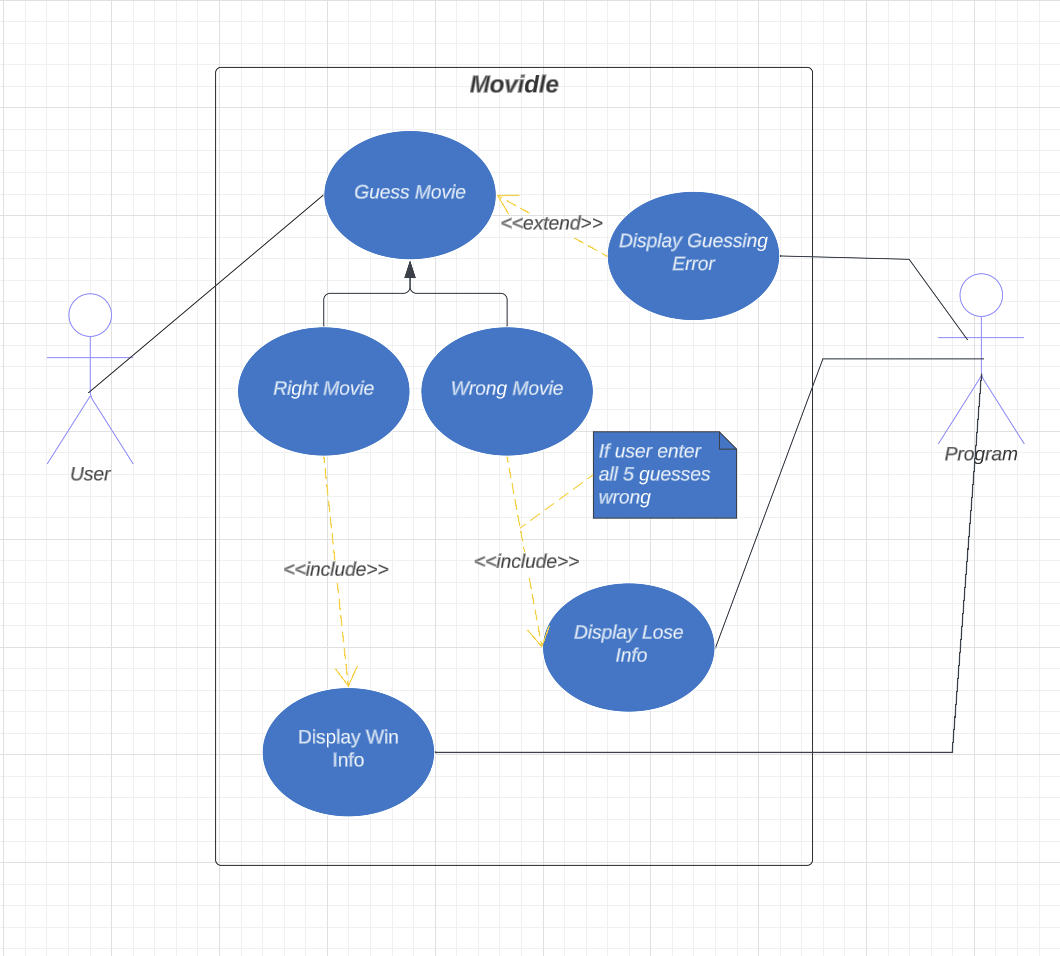 Movidle
Guess Movie
<<extend>>
Display Guessing
Error
Right Movie
Wrong Movie
If user enter
all 5 guesses
wrong
User
Program
<<include>>
<<include>>
Display Lose
Info
Display Win
Info